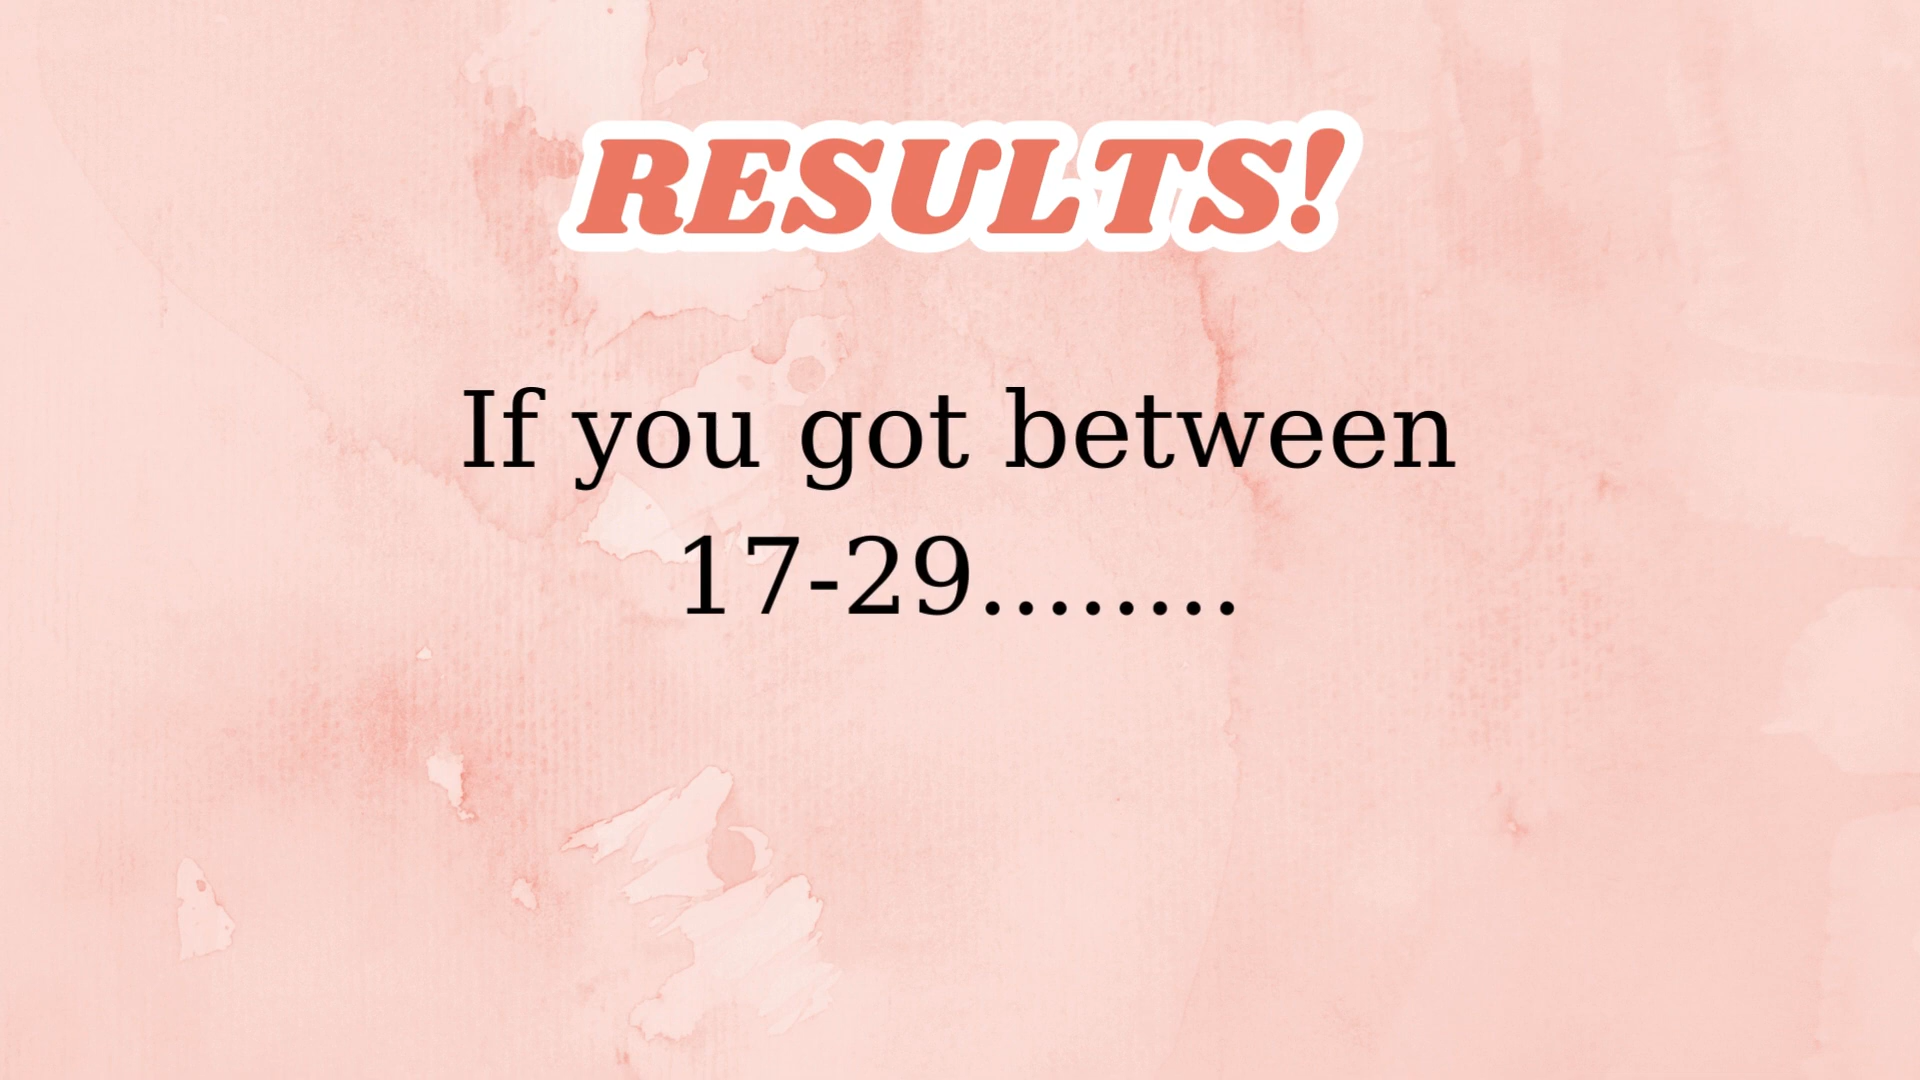 RESULTS!
If you got between
17-29........